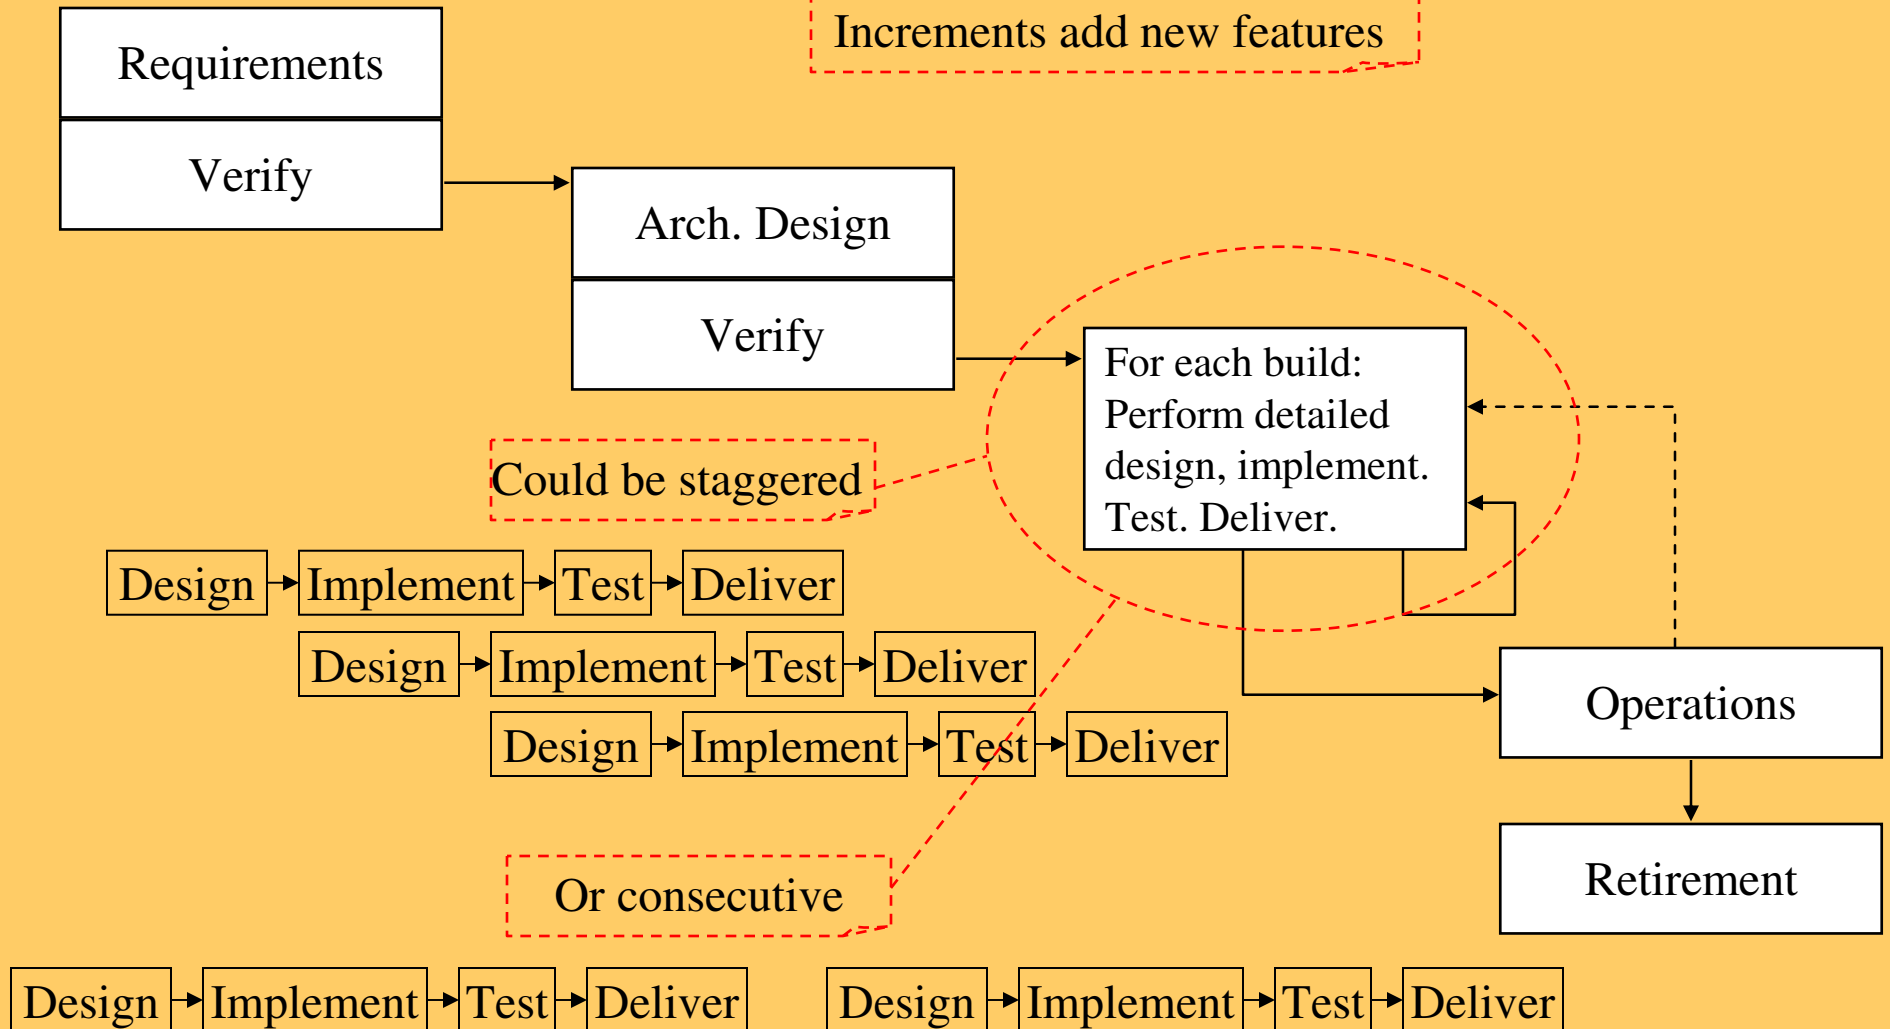 Increments add new features
Requirements
Verify
Arch. Design
Verify
For each build:
Perform detailed
design, implement.
Test. Deliver.
Could be staggered
Design Implement Test Deliver
Design Implement Test Deliver
Design Implement Test Deliver
Operations
Or consecutive
Retirement
Design Implement Test Deliver Design Implement Test Deliver